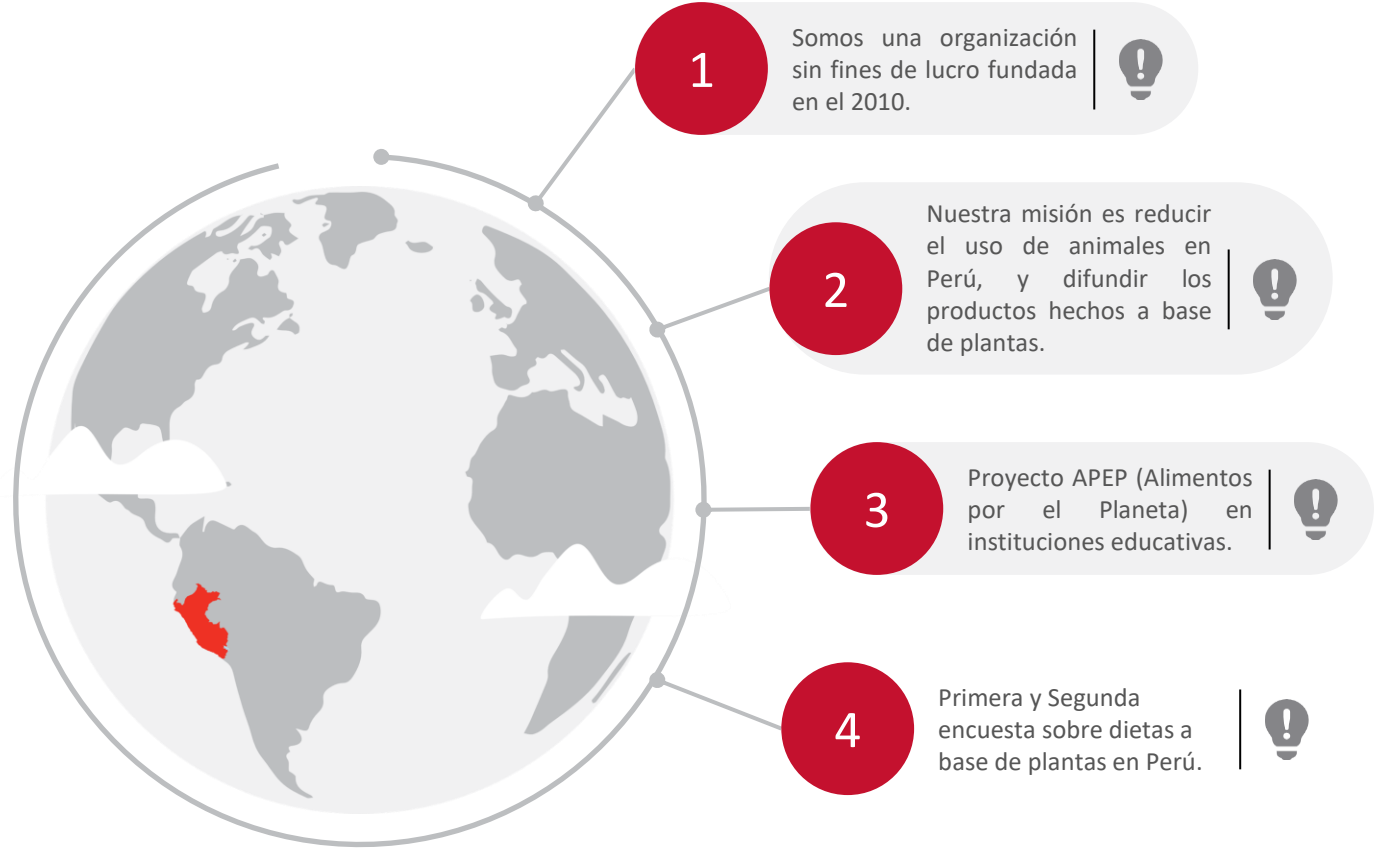 1
Somos una organización
sin fines de lucro fundada
en el 2010.
2
Nuestra misión es reducir
el uso de animales en
Perú, y difundir los
productos hechos a base
de plantas.
3
Proyecto APEP (Alimentos
por el Planeta) en
instituciones educativas.
4
Primera y Segunda
encuesta sobre dietas a
base de plantas en Perú.